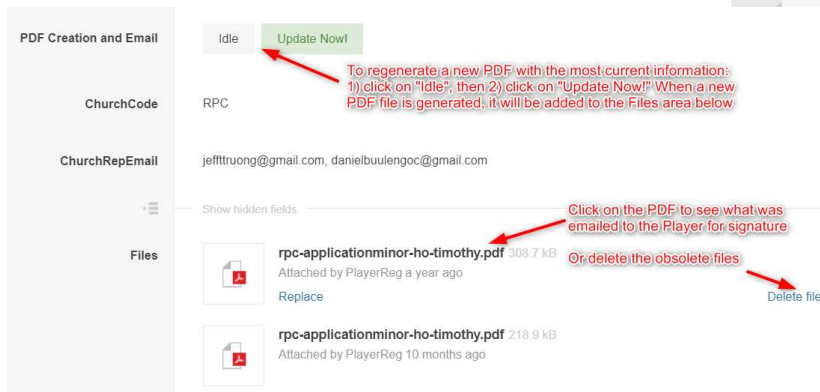 PDF Creation and Email
Idle
Update Now!
To regenerate a new PDF with the most current information:
1) click on "Idle", then 2) click on "Update Now!" When a new
PDF file is generated, it will be added to the Files area below
ChurchCode
RPC
ChurchRepEmail
jeffttruong@gmail.com, danielbuulengoc@gmail.com
Show hidden fields
Click on the PDF to see what was
emailed to the Player for signature
Files
rpc-applicationminor-ho-timothy.pdf 308.7 kB
Or delete the obsolete files
Attached by PlayerReg a year ago
Replace
Delete file
rpc-applicationminor-ho-timothy.pdf 218.9 kB
Attached by PlayerReg 10 months ago